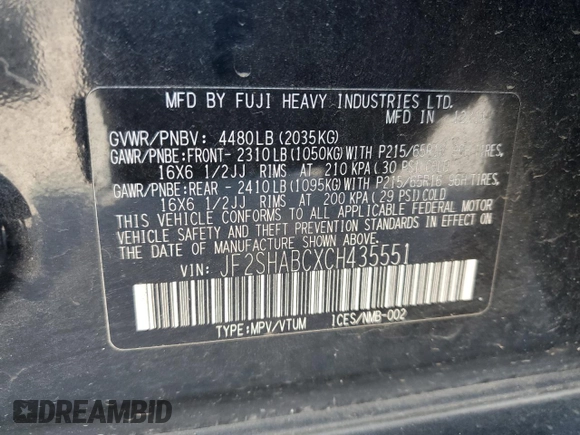 MFD BY FUJI HEAVY INDUSTRIES LTD.
MFD IN
GVWR/PNBV: 4480LB (2035KG)
GAWR/PNBE:FRONT- 2310LB(1050KG)WITH P215/65R16 TIRES,
16X6 1/2JJ RIMS AT 210 KPA (30 PSI)
GAWR/PNBE:REAR - 2410LB(1095KG)WITH P215/65R16 TIRES,
16X6 1/2JJ RIMS AT 200 KPA (29 PSI)COLD
THIS VEHICLE CONFORMS TO ALL APPLICABLE FEDERAL MOTOR
VEHICLE SAFETY AND THEFT PREVENTION STANDARDS IN EFFECT
ON THE DATE OF MANUFACTURE SHOWN ABOVE.
VIN: JF2SHABCXCH435551
TYPE:MPV/VTUM ICES/NMB-002
DREAMBID